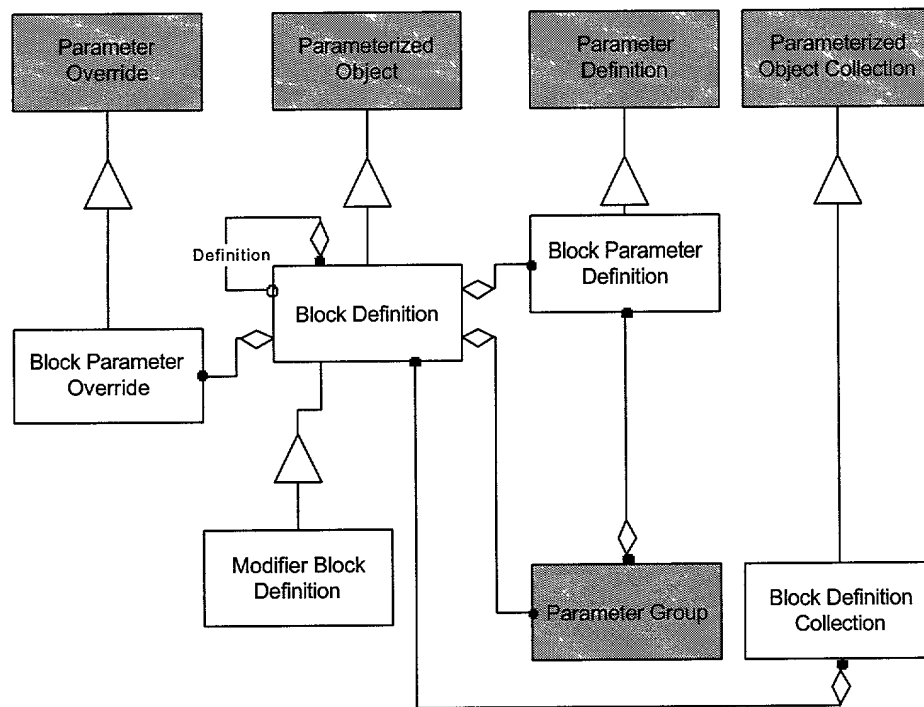 Parameter
Override
Parameterized
Object
Parameter
Definition
Parameterized
Object Collection
Definition
Block Parameter
Definition
Block Definition
Block Parameter
Override
Modifier Block
Definition
Parameter Group
Block Definition
Collection